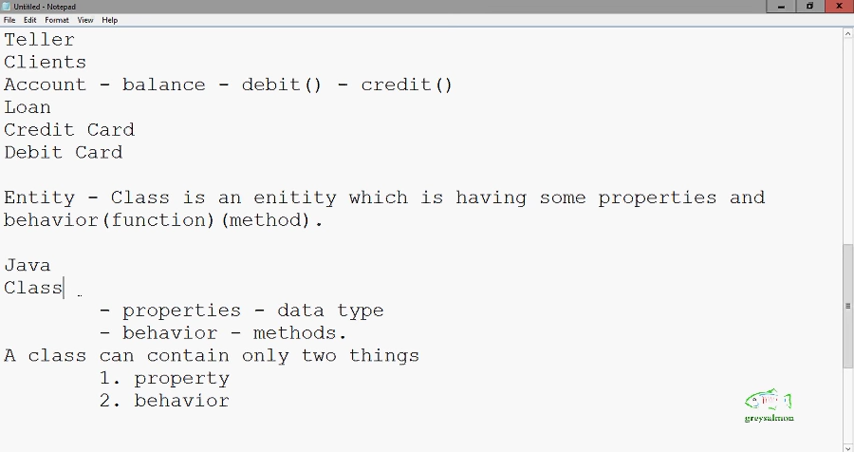 Untitled - Notepad
File Edit Format View Help
Teller
Clients
Account - balance - debit() - credit()
Loan
Credit Card
Debit Card
Entity - Class is an enitity which is having some properties and
behavior(function)(method).
Java
Class
- properties - data type
- behavior - methods.
A class can contain only two things
1. property
2. behavior
greysalmon